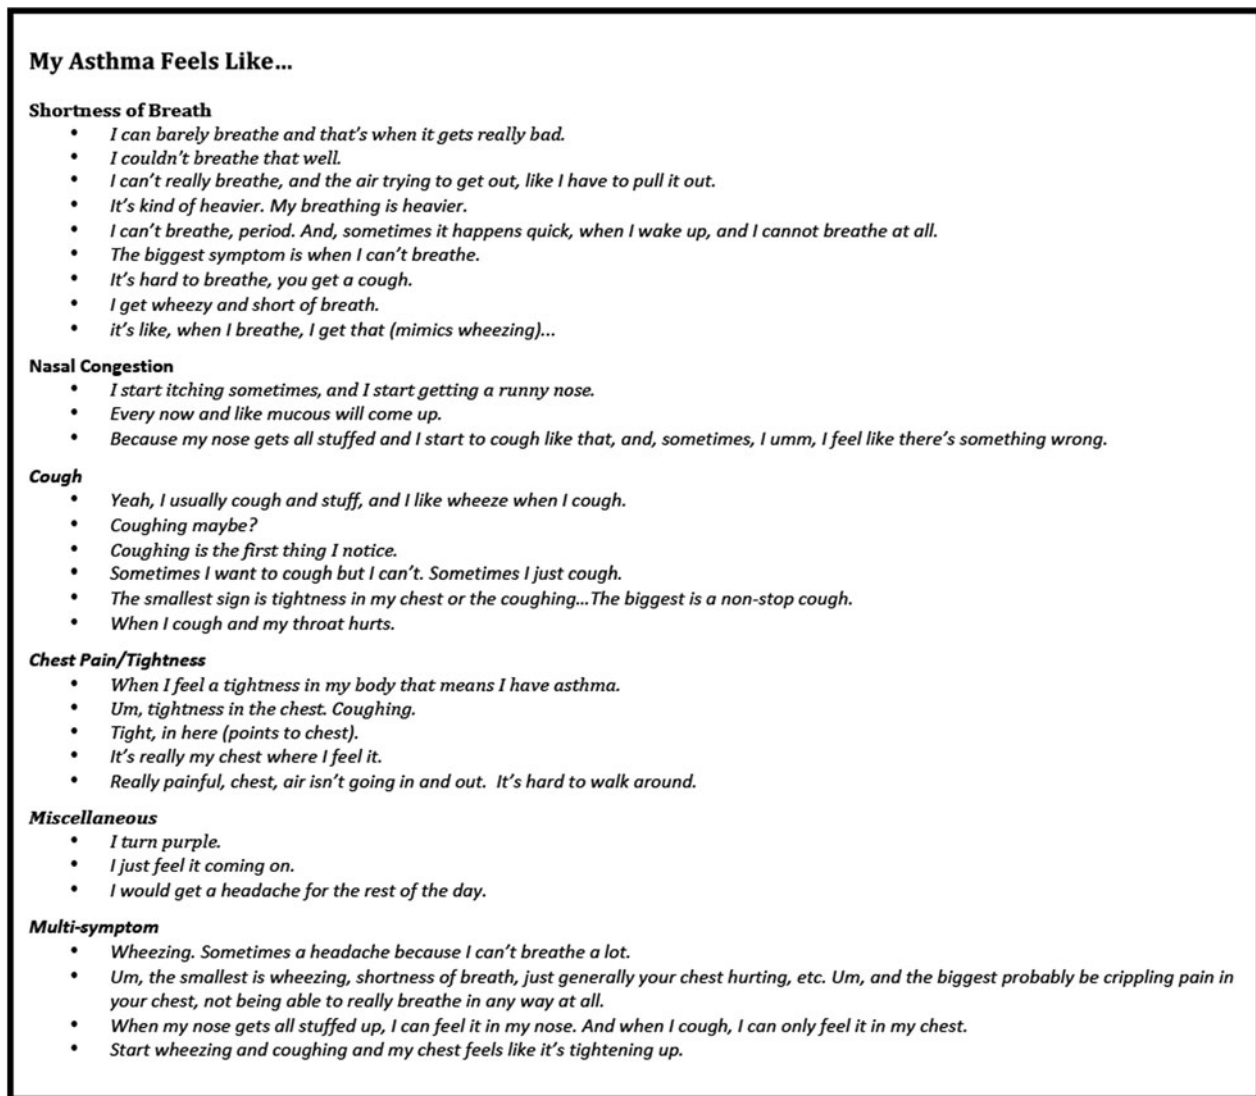 My Asthma Feels Like...
Shortness of Breath
• I can barely breathe and that's when it gets really bad.
• I couldn't breathe that well.
• I can't really breathe, and the air trying to get out, like I have to pull it out.
• It's kind of heavier. My breathing is heavier.
• I can't breathe, period. And, sometimes it happens quick, when I wake up, and I cannot breathe at all.
• The biggest symptom is when I can't breathe.
• It's hard to breathe, you get a cough.
• I get wheezy and short of breath.
• it's like, when I breathe, I get that (mimics wheezing)...
Nasal Congestion
• I start itching sometimes, and I start getting a runny nose.
• Every now and like mucous will come up.
• Because my nose gets all stuffed and I start to cough like that, and, sometimes, I umm, I feel like there's something wrong.
Cough
• Yeah, I usually cough and stuff, and I like wheeze when I cough.
• Coughing maybe?
• Coughing is the first thing I notice.
• Sometimes I want to cough but I can't. Sometimes I just cough.
• The smallest sign is tightness in my chest or the coughing...The biggest is a non-stop cough.
• When I cough and my throat hurts.
Chest Pain/Tightness
• When I feel a tightness in my body that means I have asthma.
• Um, tightness in the chest. Coughing.
• Tight, in here (points to chest).
• It's really my chest where I feel it.
• Really painful, chest, air isn't going in and out.  It's hard to walk around.
Miscellaneous
• I turn purple.
• I just feel it coming on.
• I would get a headache for the rest of the day.
Multi-symptom
• Wheezing. Sometimes a headache because I can't breathe a lot.
• Um, the smallest is wheezing, shortness of breath, just generally your chest hurting, etc. Um, and the biggest probably be crippling pain in
your chest, not being able to really breathe in any way at all.
• When my nose gets all stuffed up, I can feel it in my nose. And when I cough, I can only feel it in my chest.
• Start wheezing and coughing and my chest feels like it's tightening up.